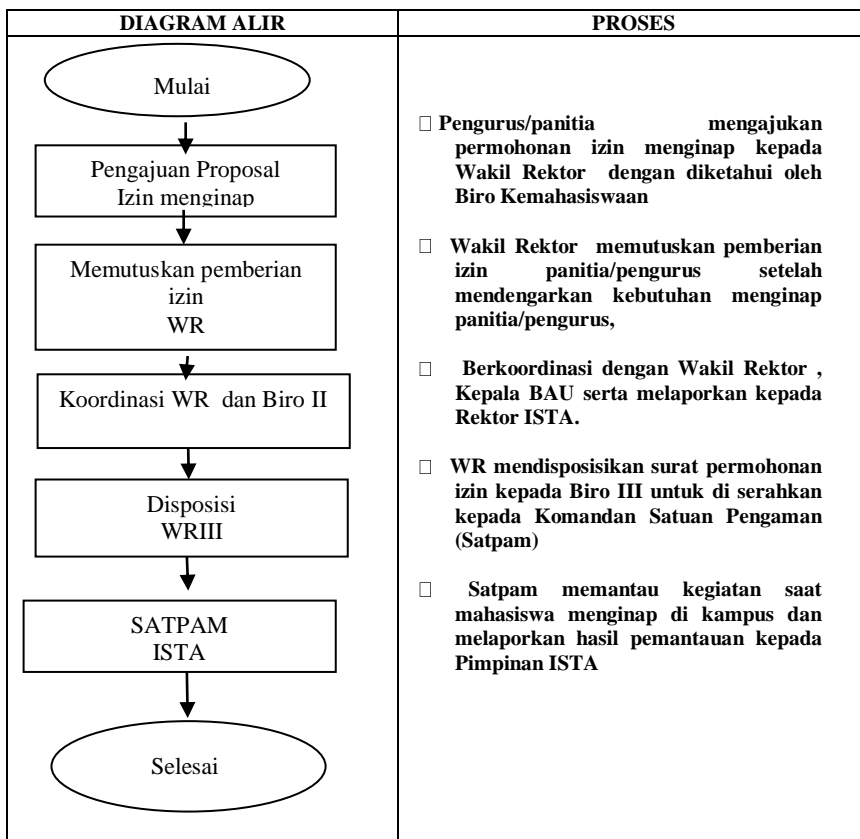 DIAGRAM ALIR
PROSES
Mulai
Pengajuan Proposal
Izin menginap
Memutuskan pemberian
izin
WR
Koordinasi WR dan Biro II
Disposisi
WRIII
SATPAM
ISTA
Selesai
□ Pengurus/panitia mengajukan
permohonan izin menginap kepada
Wakil Rektor dengan diketahui oleh
Biro Kemahasiswaan
□ Wakil Rektor memutuskan pemberian
izin panitia/pengurus setelah
mendengarkan kebutuhan menginap
panitia/pengurus,
□ Berkoordinasi dengan Wakil Rektor ,
Kepala BAU serta melaporkan kepada
Rektor ISTA.
□ WR mendisposisikan surat permohonan
izin kepada Biro III untuk di serahkan
kepada Komandan Satuan Pengaman
(Satpam)
□ Satpam memantau kegiatan saat
mahasiswa menginap di kampus dan
melaporkan hasil pemantauan kepada
Pimpinan ISTA